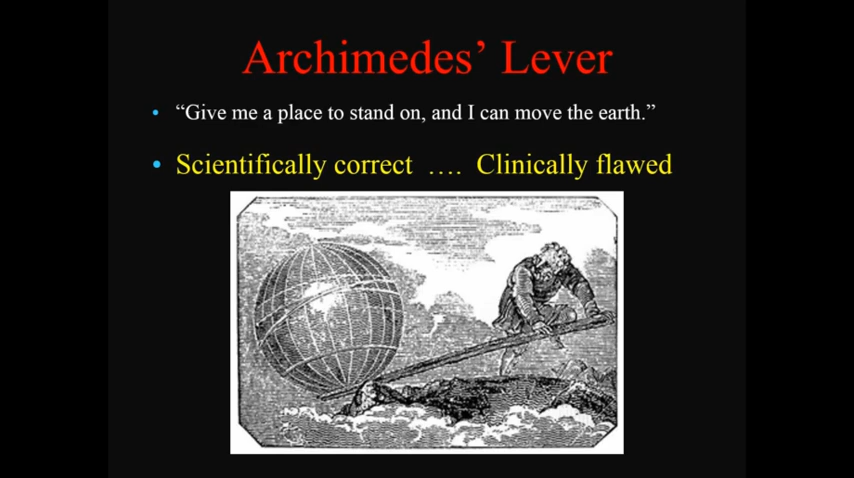 Archimedes’ Lever
• “Give me a place to stand on, and I can move the earth.”
• Scientifically correct …. Clinically flawed